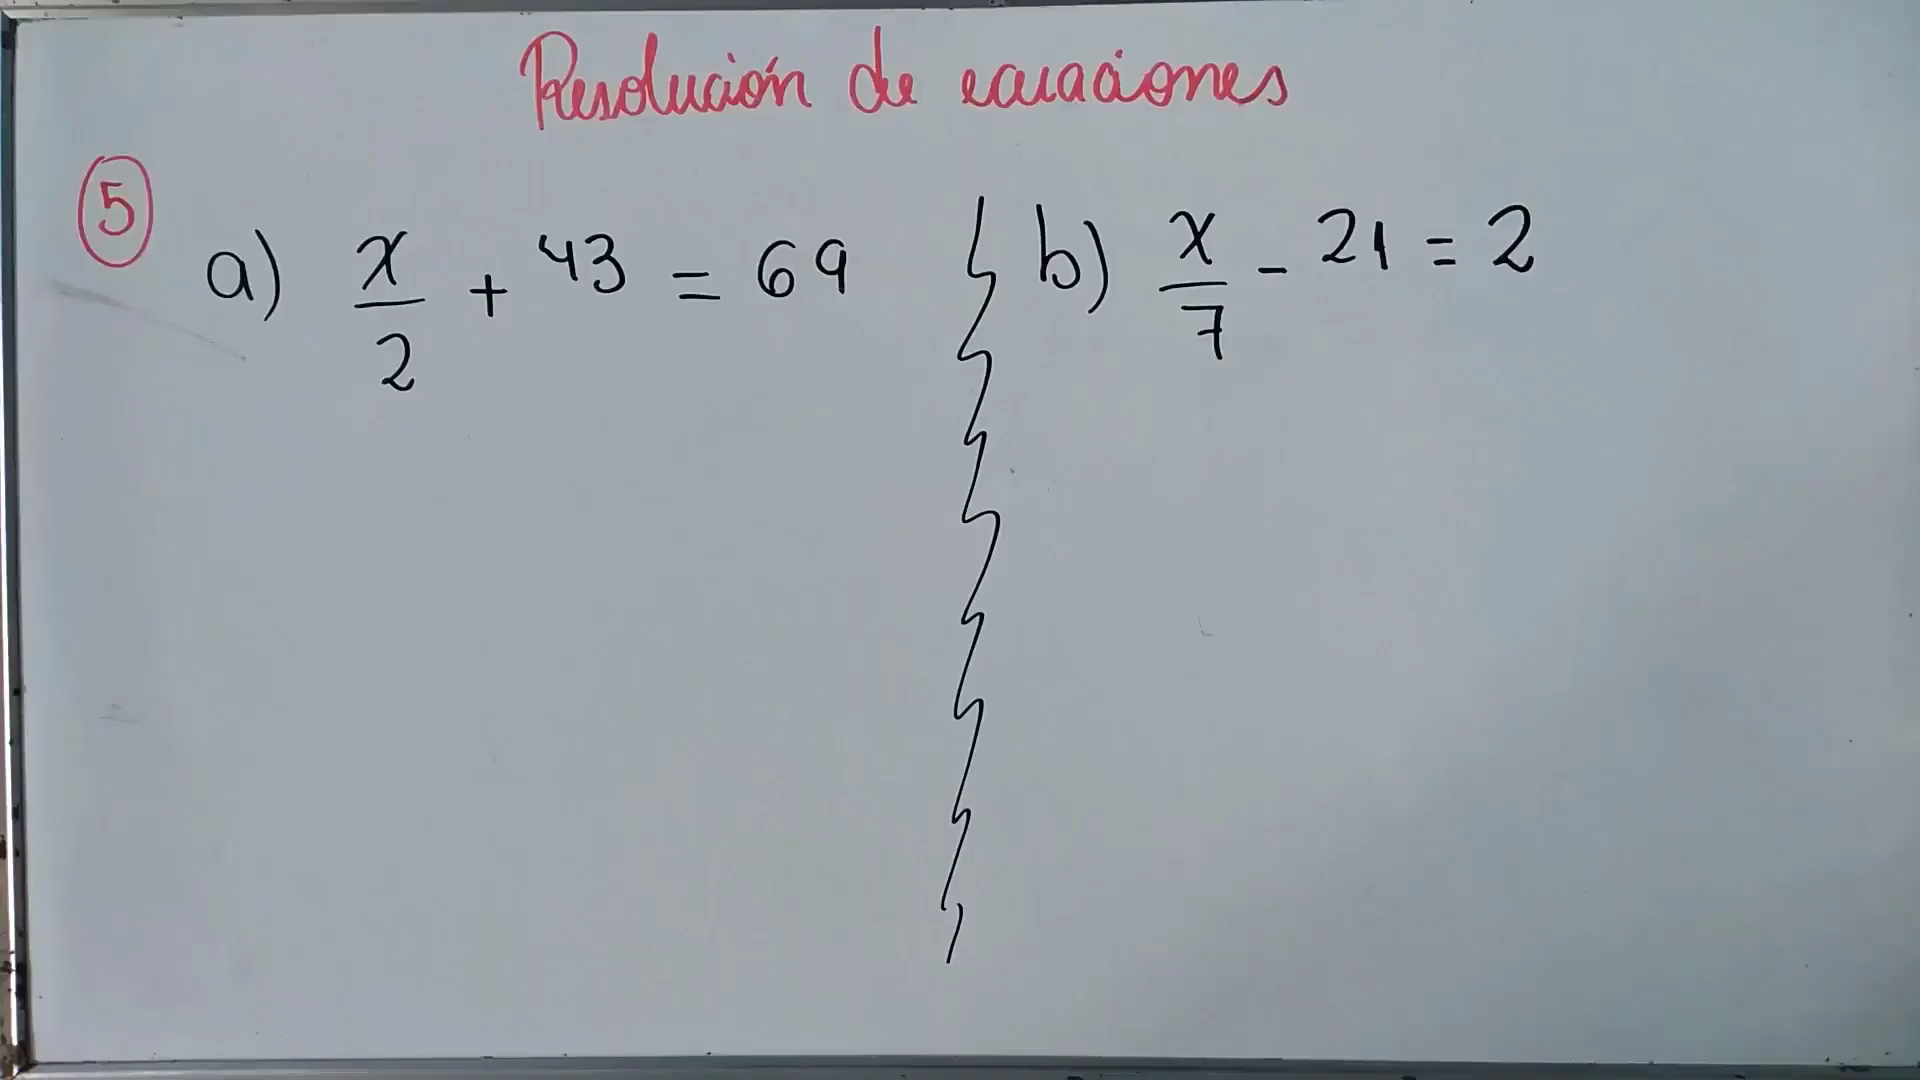 Resolución de ecuaciones
5
a) x/2 + 43 = 69
b) x/7 - 21 = 2